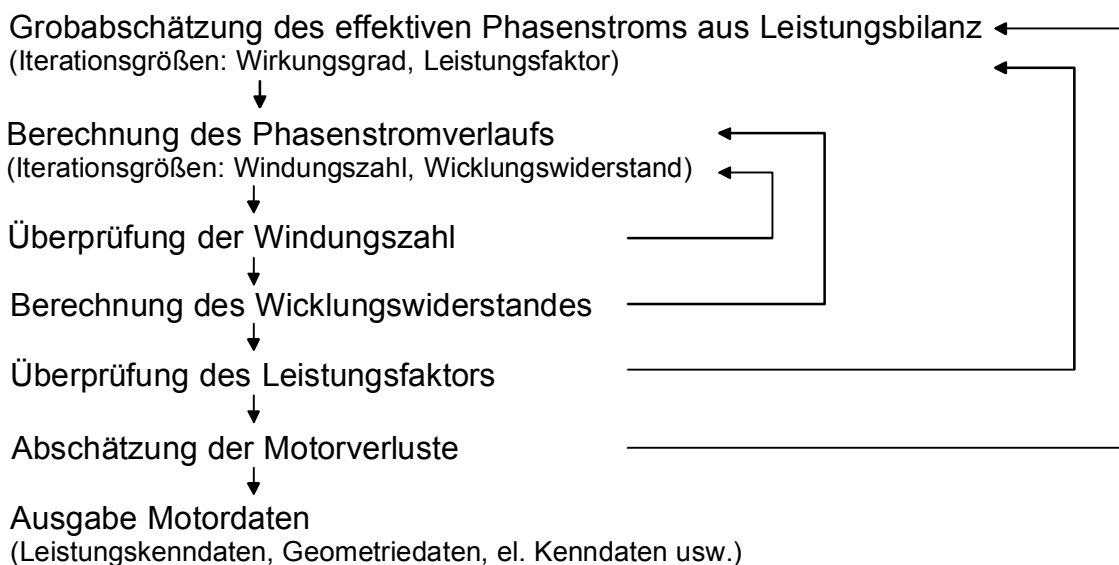 Grobabschätzung des effektiven Phasenstroms aus Leistungsbilanz
(Iterationsgrößen: Wirkungsgrad, Leistungsfaktor)
Berechnung des Phasenstromverlaufs
(Iterationsgrößen: Windungszahl, Wicklungswiderstand)
Überprüfung der Windungszahl
Berechnung des Wicklungswiderstandes
Überprüfung des Leistungsfaktors
Abschätzung der Motorverluste
Ausgabe Motordaten
(Leistungskenndaten, Geometriedaten, el. Kenndaten usw.)